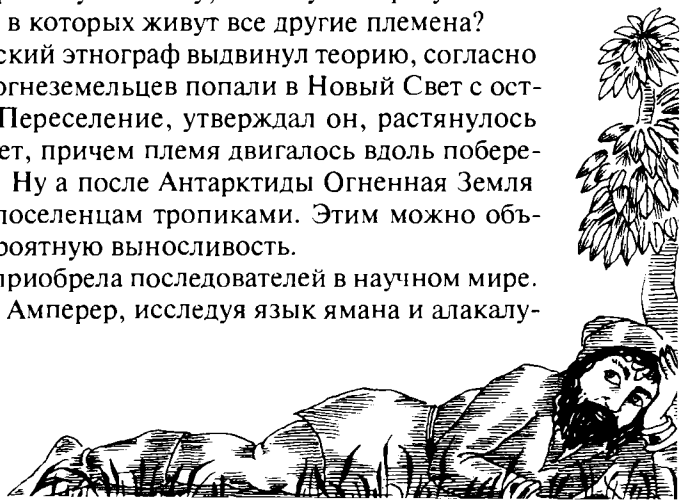 в которых живут все другие племена?
ский этнограф выдвинул теорию, согласно
огнеземельцев попали в Новый Свет с ост-
Переселение, утверждал он, растянулось
ет, причем племя двигалось вдоль побере-
Ну а после Антарктиды Огненная Земля
поселенцам тропиками. Этим можно объ-
роятную выносливость.
приобрела последователей в научном мире.
Амперер, исследуя язык ямана и алакалу-